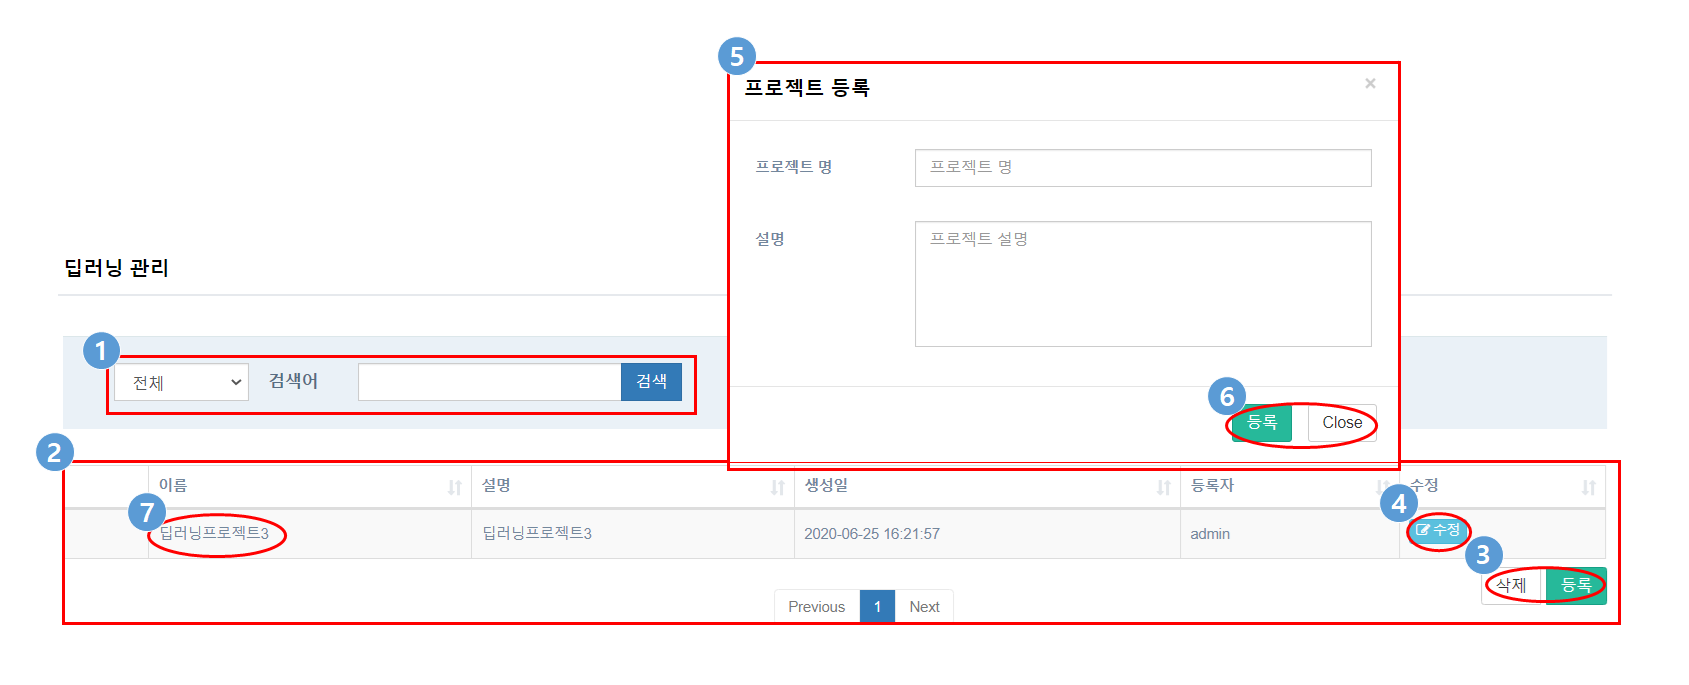 5
프로젝트 등록 ×
프로젝트 명 프로젝트 명
설명 프로젝트 설명
딥러닝 관리
1
전체 검색어 검색
6
등록 Close
2
이름 설명 생성일 등록자 수정
7 4
딥러닝프로젝트3 딥러닝프로젝트3 2020-06-25 16:21:57 admin 수정
3
삭제 등록
Previous 1 Next